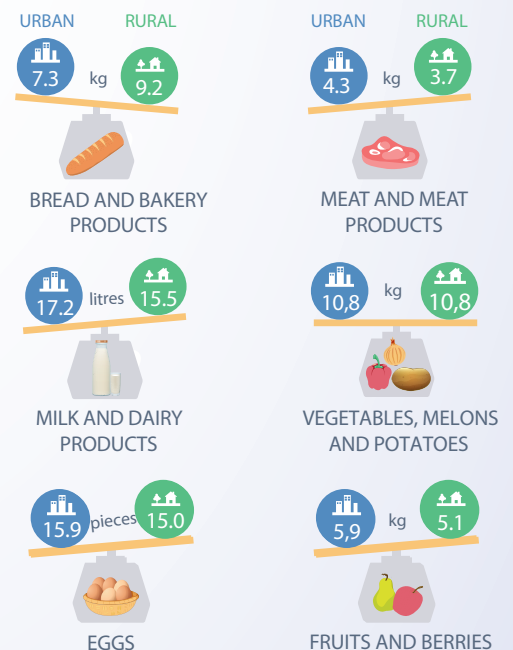 URBAN RURAL
7.3 kg 9.2
BREAD AND BAKERY
PRODUCTS
URBAN RURAL
4.3 kg 3.7
MEAT AND MEAT
PRODUCTS
17.2 litres 15.5
MILK AND DAIRY
PRODUCTS
10,8 kg 10,8
VEGETABLES, MELONS
AND POTATOES
15.9 pieces 15.0
EGGS
5,9 kg 5.1
FRUITS AND BERRIES